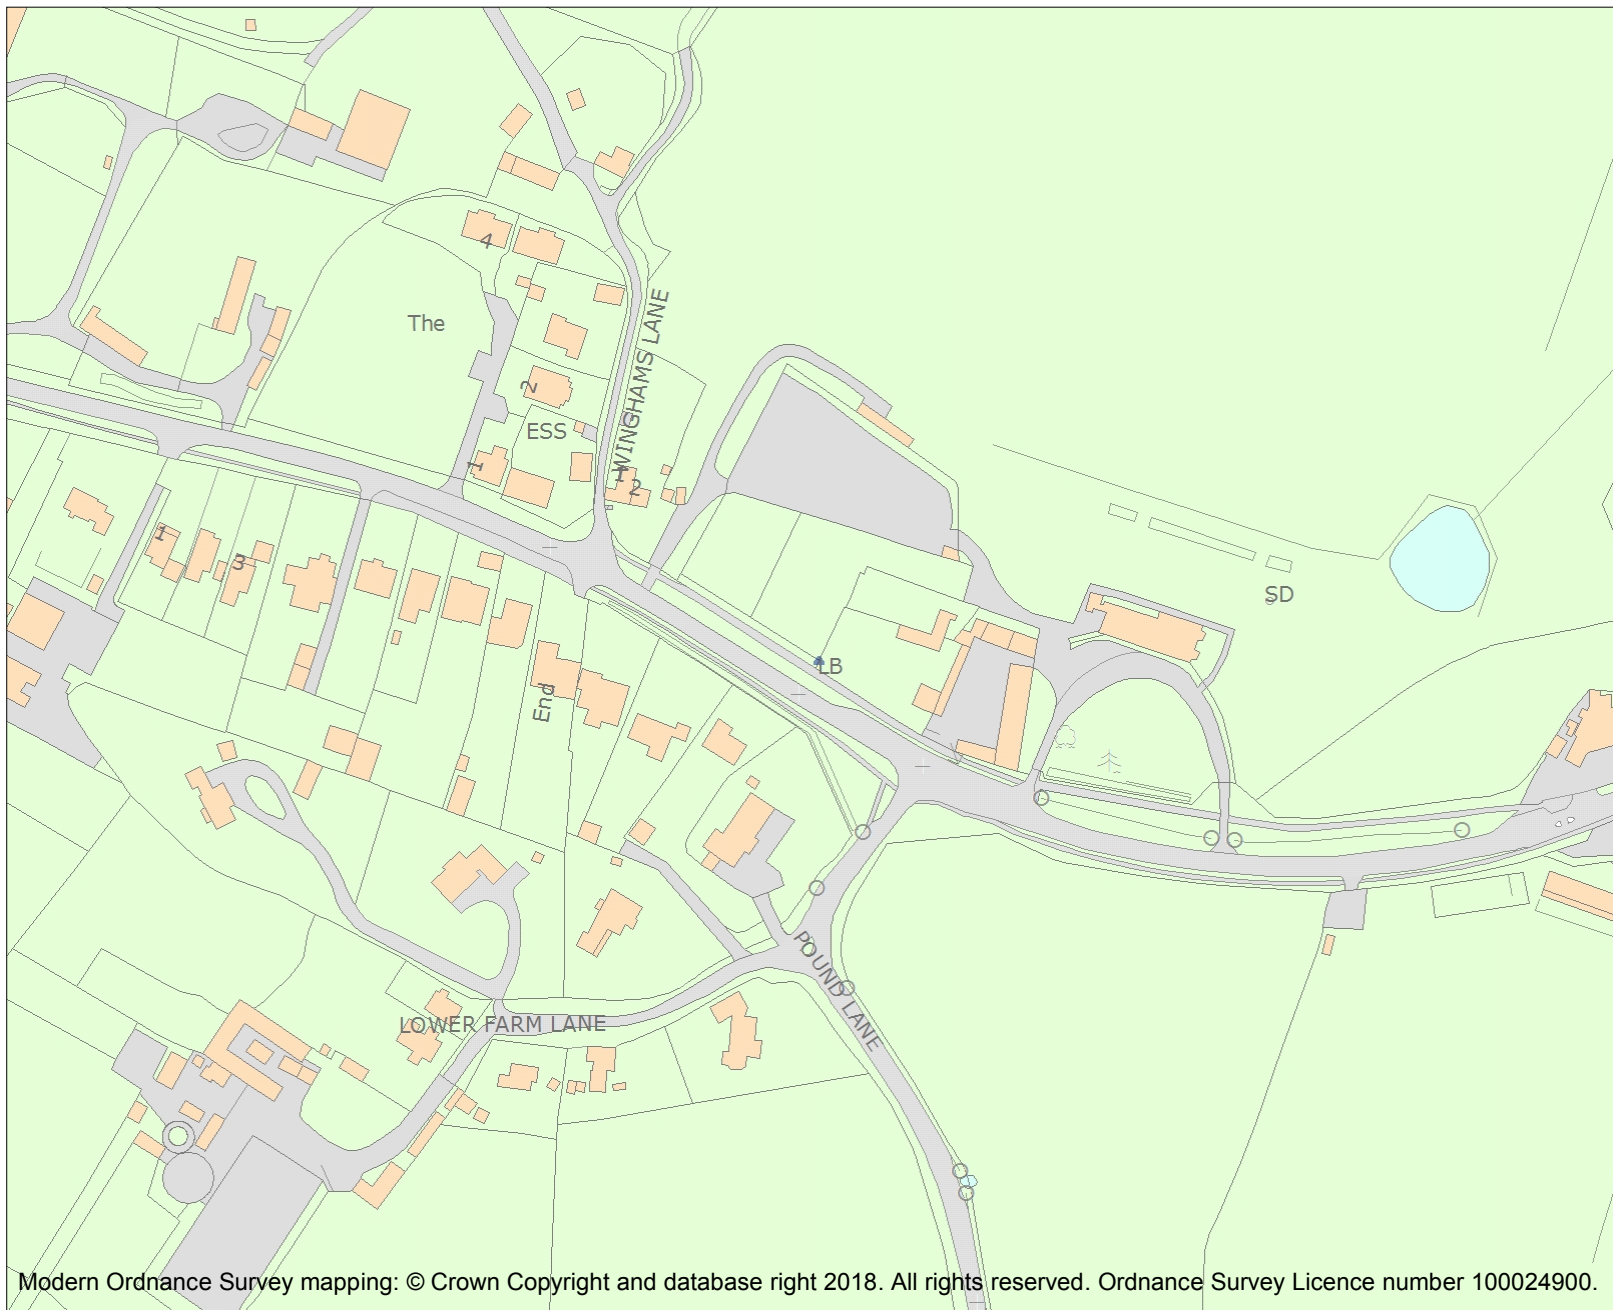 4
The
WINGHAMS LANE
2
ESS
1
1
2
1
3
SD
LB
End
POUND LANE
LOWER FARM LANE
Modern Ordnance Survey mapping: © Crown Copyright and database right 2018. All rights reserved. Ordnance Survey Licence number 100024900.